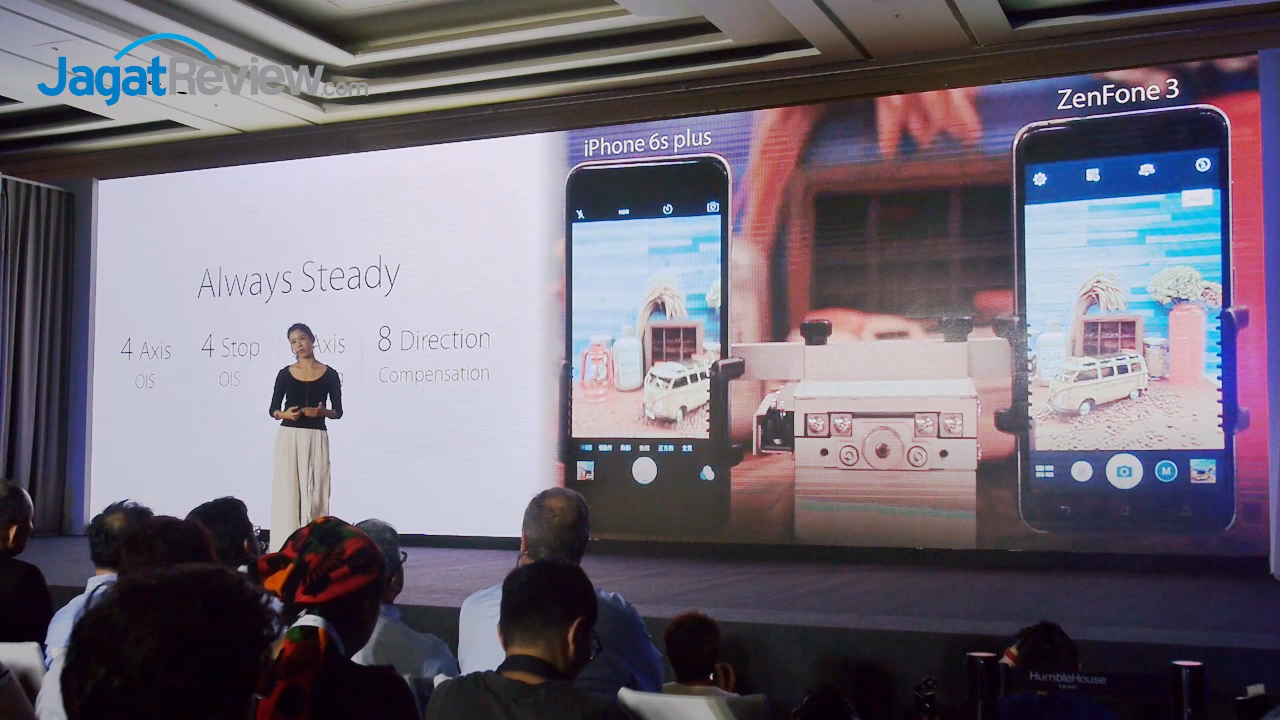 JagatReview.com
iPhone 6s plus
ZenFone 3
HDR
Always Steady
4 Axis
OIS
4 Stop
OIS
Axis
8 Direction
Compensation
M
HumbleHouse